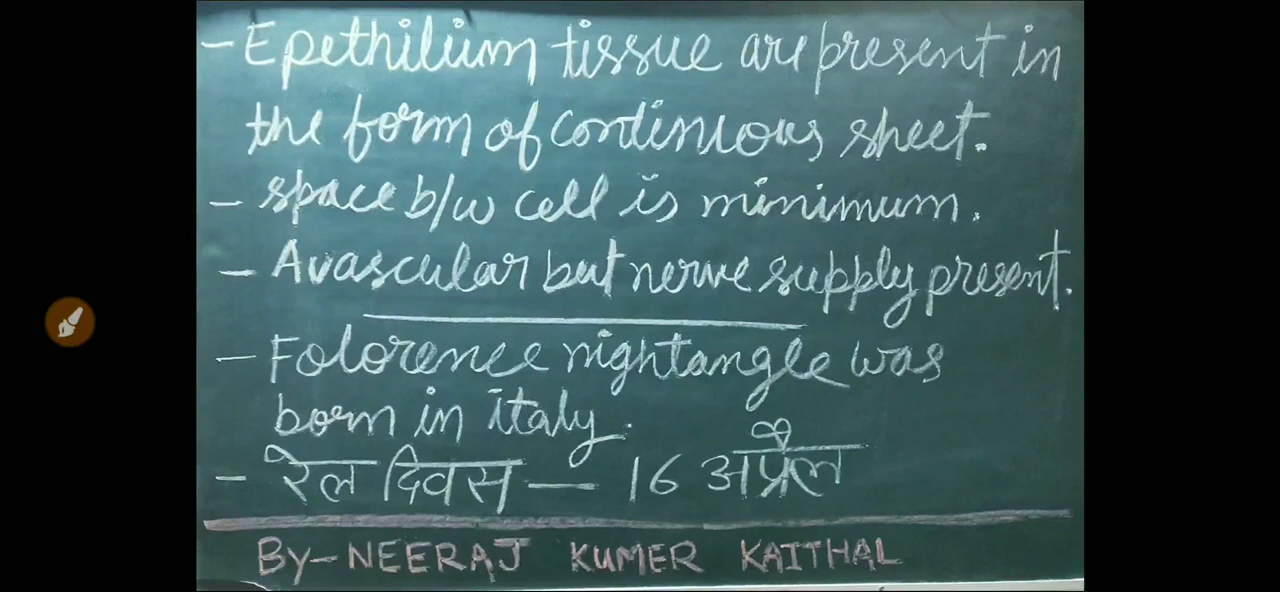 - Epethilium tissue are present in
the form of continuous sheet.
- space b/w cell is minimum.
- Avascular but nerve supply present.
- Folorence nightangle was
born in italy.
- रेल दिवस — 16 अप्रैल
By-NEERAJ KUMER KAITHAL